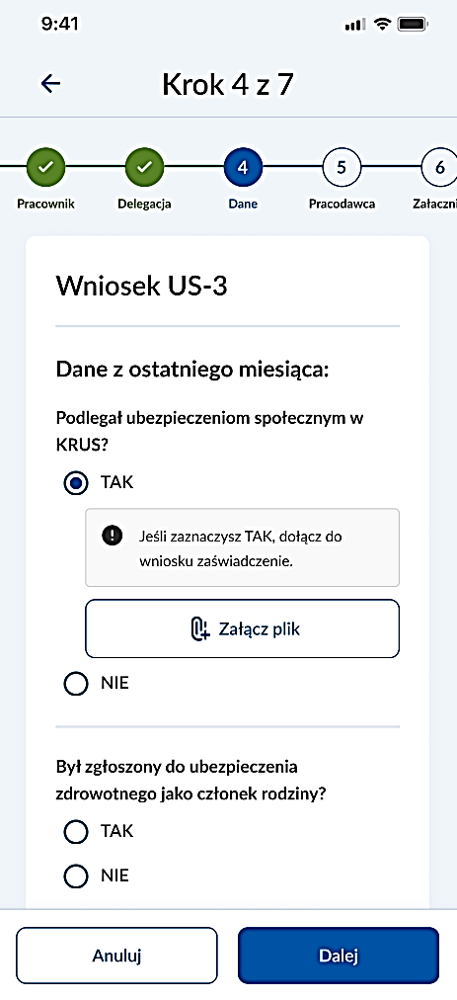 9:41
Krok 4 z 7
4
5
6
Pracownik
Delegacja
Dane
Pracodawca
Załaczni
Wniosek US-3
Dane z ostatniego miesiąca:
Podlegał ubezpieczeniom społecznym w
KRUS?
TAK
Jeśli zaznaczysz TAK, dołącz do
wniosku zaświadczenie.
Załącz plik
NIE
Był zgłoszony do ubezpieczenia
zdrowotnego jako członek rodziny?
TAK
NIE
Anuluj
Dalej